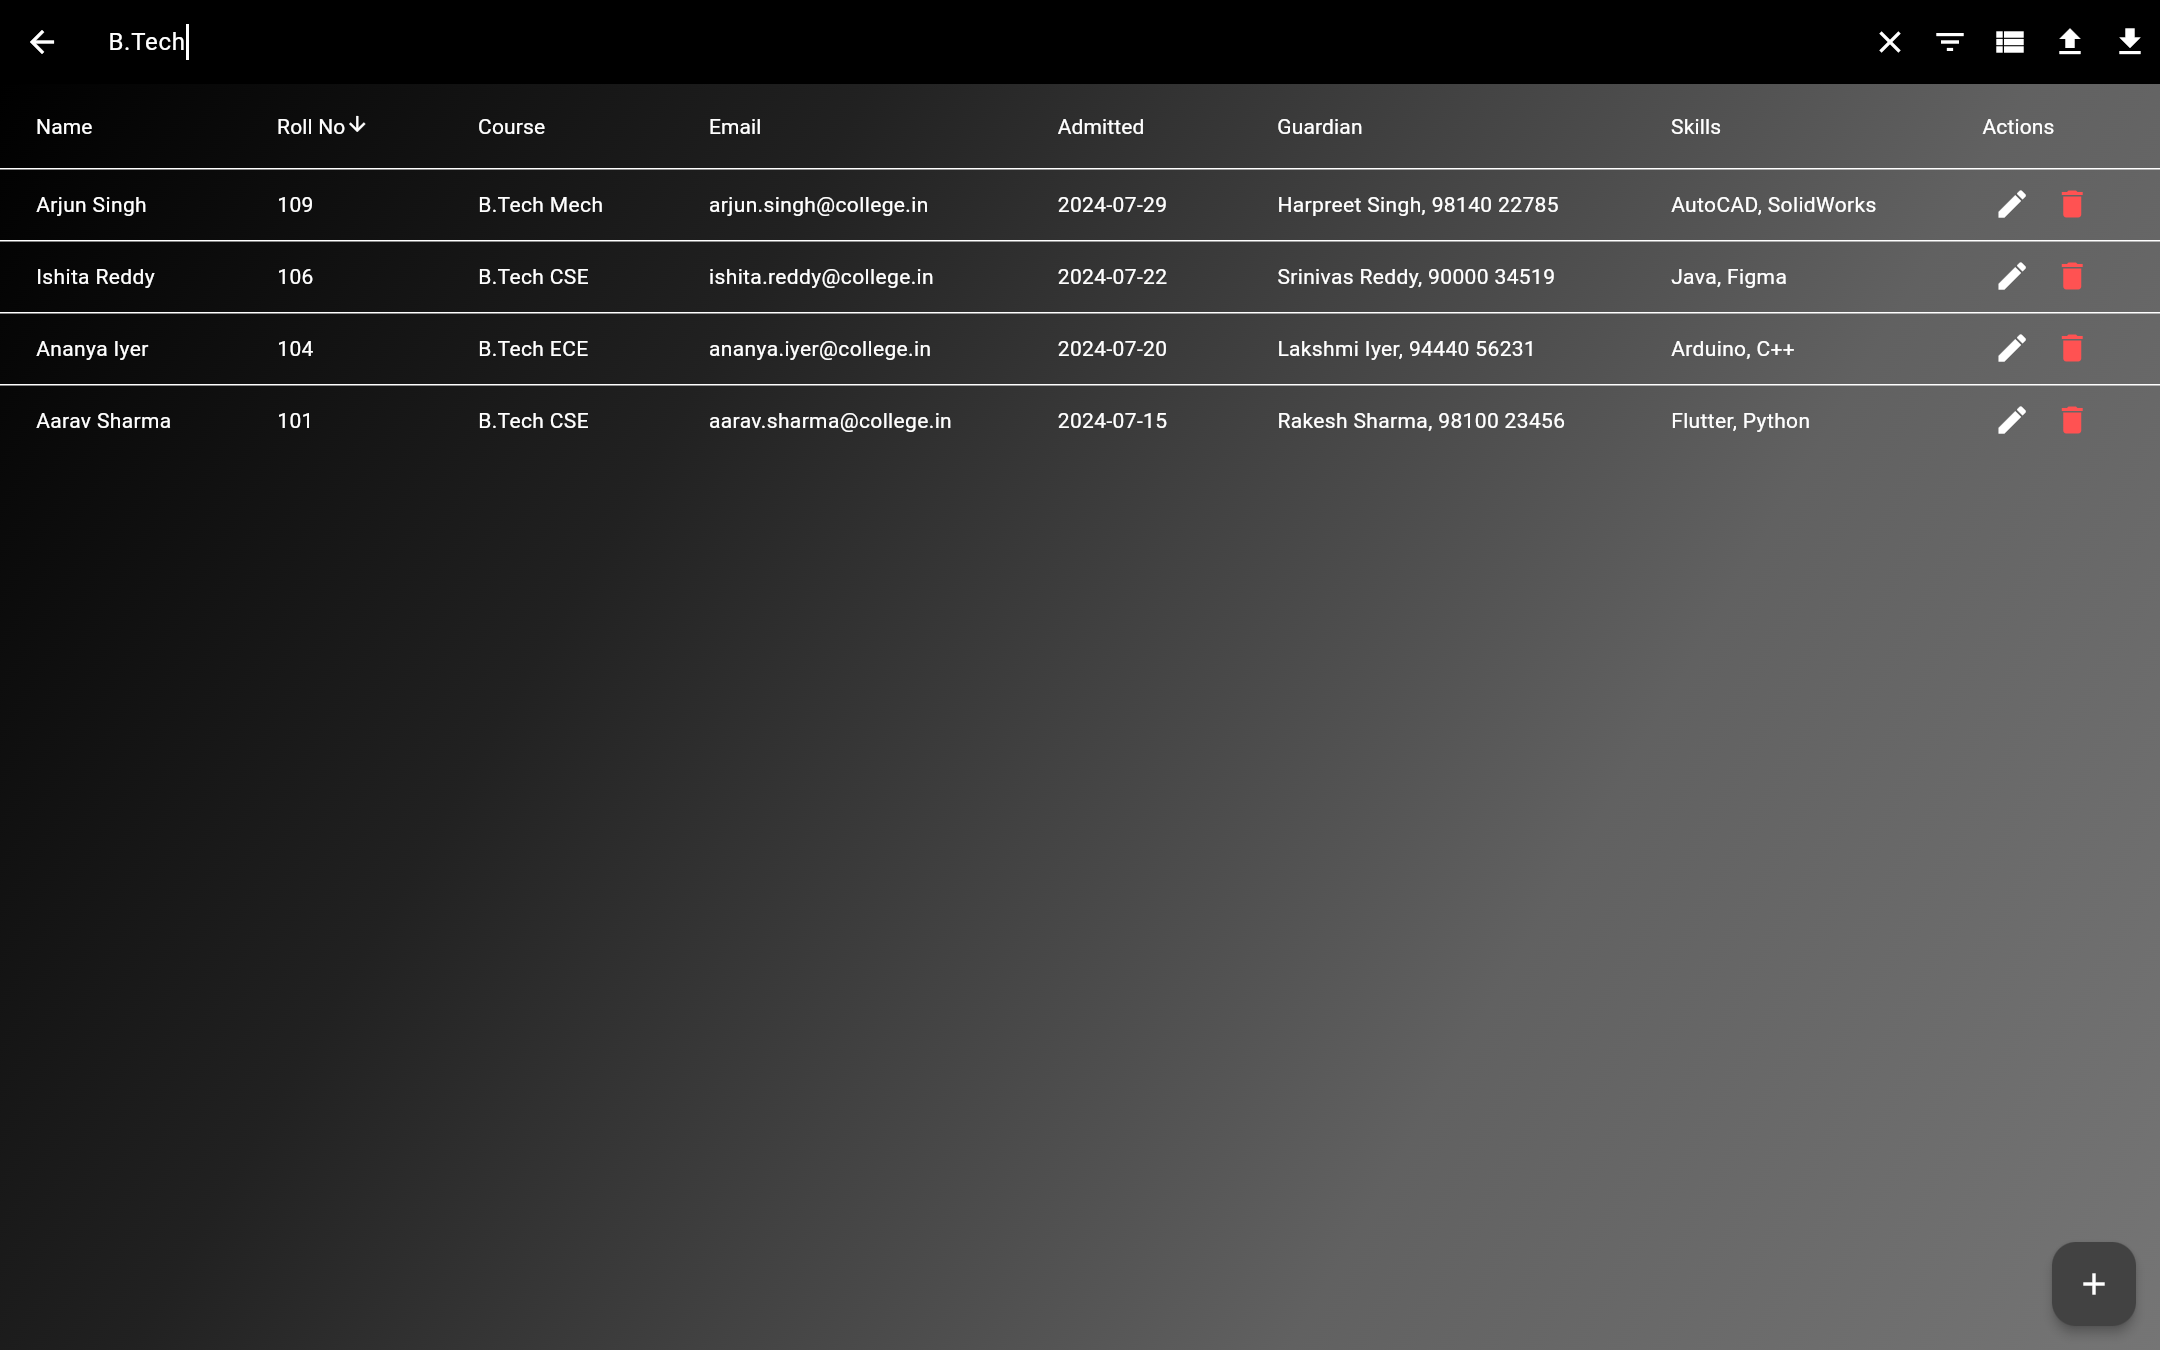 B.Tech
Name Roll No Course Email Admitted Guardian Skills Actions
Arjun Singh 109 B.Tech Mech arjun.singh@college.in 2024-07-29 Harpreet Singh, 98140 22785 AutoCAD, SolidWorks
Ishita Reddy 106 B.Tech CSE ishita.reddy@college.in 2024-07-22 Srinivas Reddy, 90000 34519 Java, Figma
Ananya Iyer 104 B.Tech ECE ananya.iyer@college.in 2024-07-20 Lakshmi Iyer, 94440 56231 Arduino, C++
Aarav Sharma 101 B.Tech CSE aarav.sharma@college.in 2024-07-15 Rakesh Sharma, 98100 23456 Flutter, Python